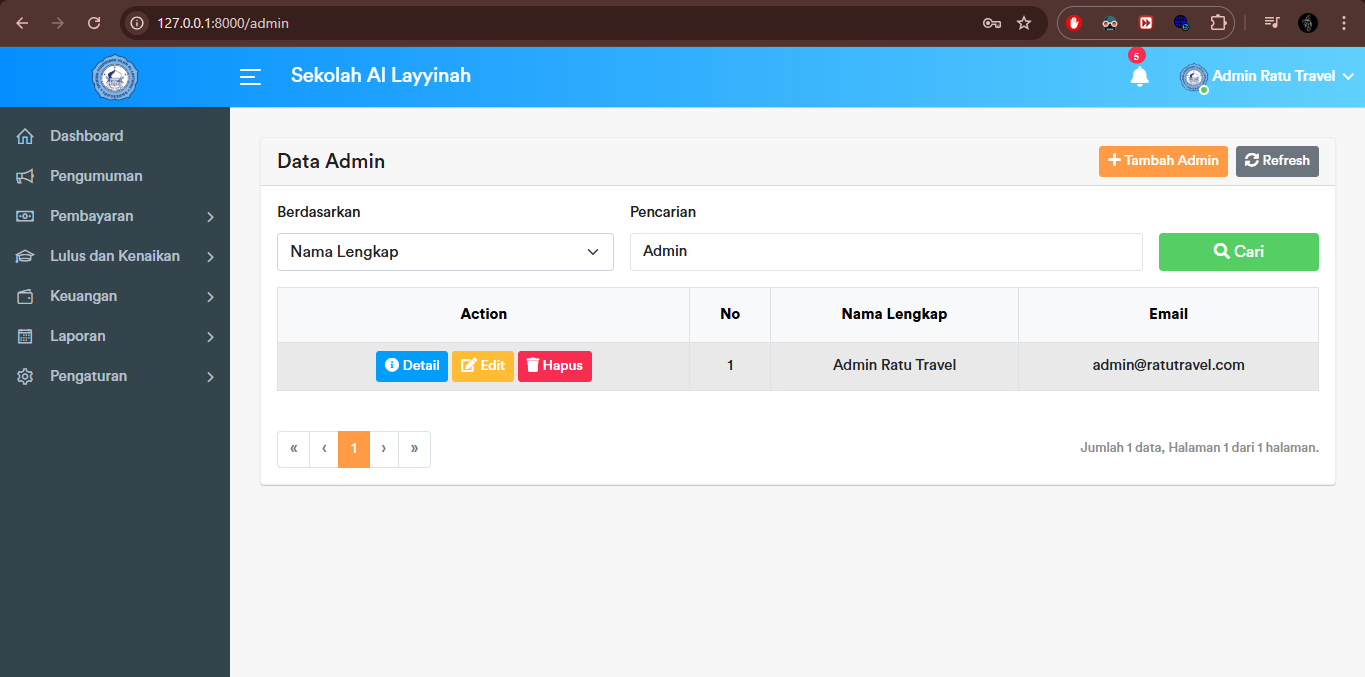 127.0.0.1:8000/admin
Sekolah Al Layyinah
5
Admin Ratu Travel
Dashboard
Pengumuman
Pembayaran
Lulus dan Kenaikan
Keuangan
Laporan
Pengaturan
Data Admin
Tambah Admin
Refresh
Berdasarkan
Pencarian
Nama Lengkap
Admin
Cari
Action No Nama Lengkap Email
Detail Edit Hapus 1 Admin Ratu Travel admin@ratutravel.com
« ‹ 1 › »
Jumlah 1 data, Halaman 1 dari 1 halaman.